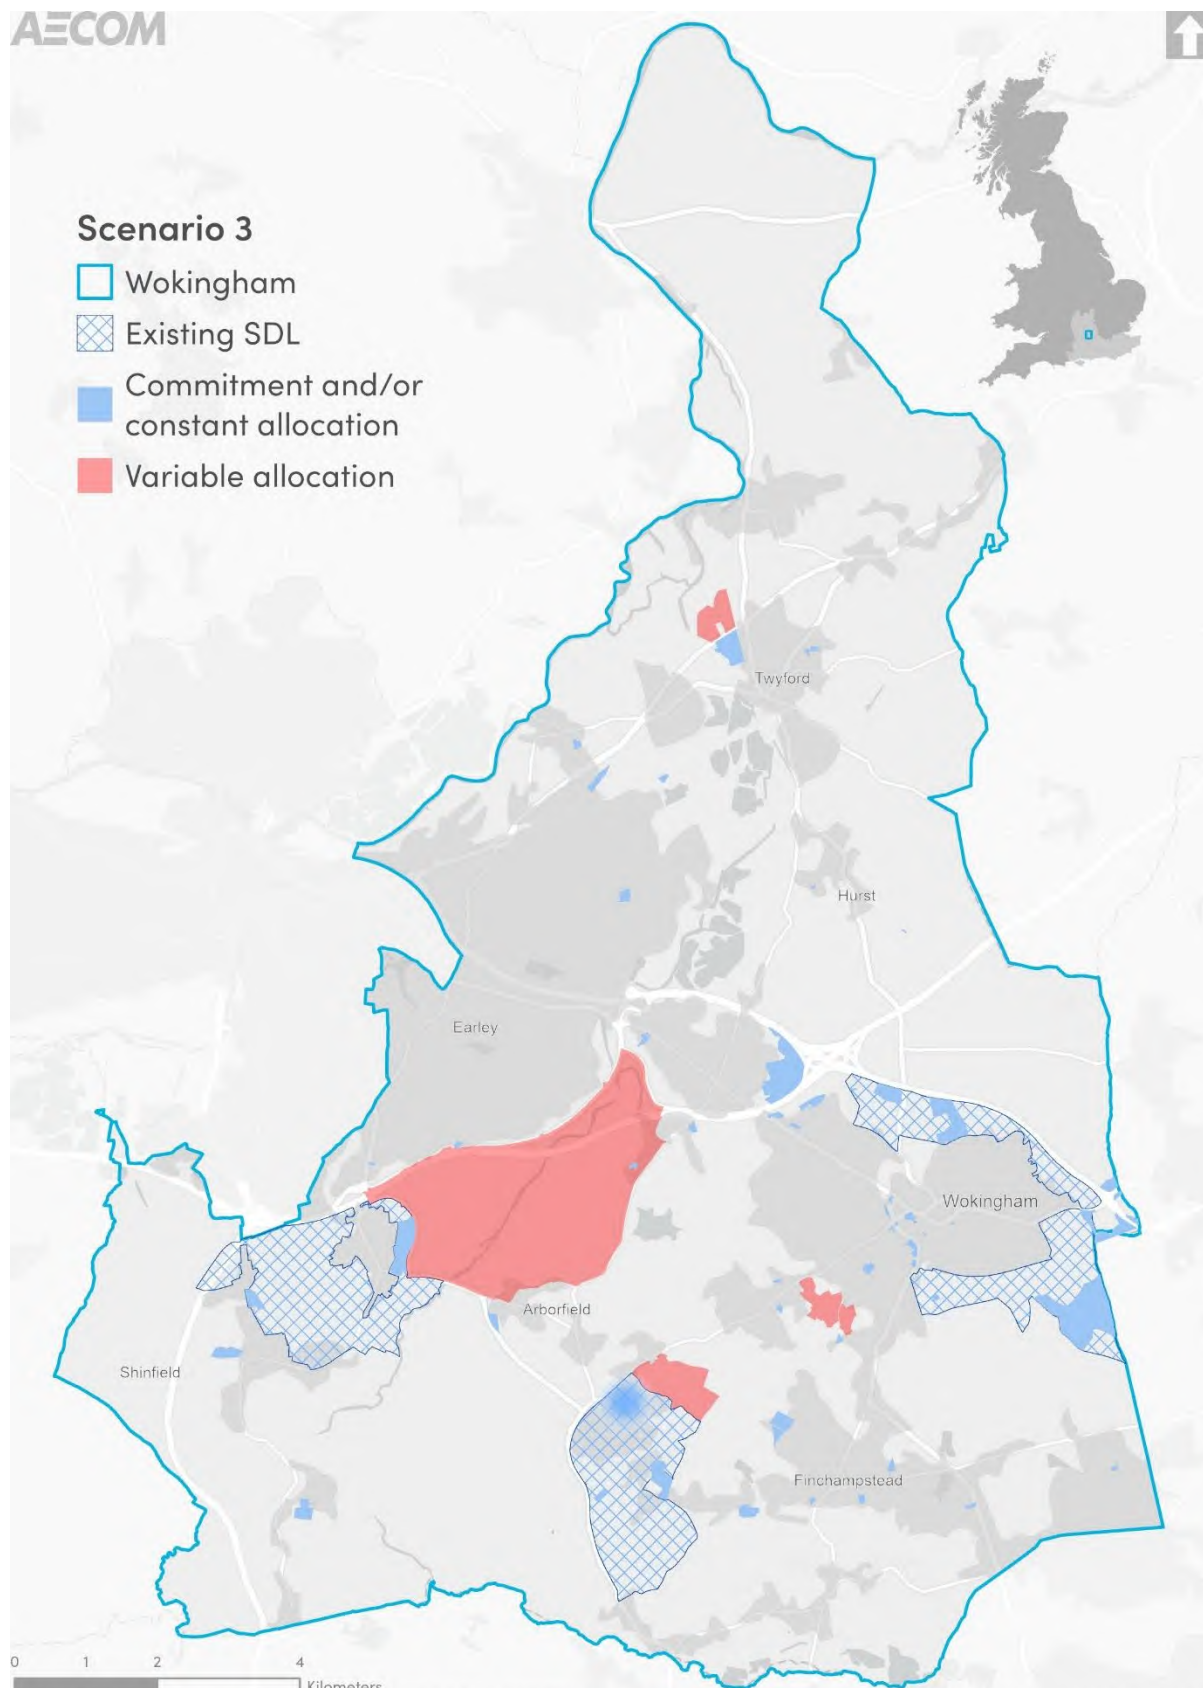 AECOM
Scenario 3
Wokingham
Existing SDL
Commitment and/or
constant allocation
Variable allocation
Twyford
Hurst
Earley
Wokingham
Arborfield
Shinfield
Finchampstead
0 1 2 4
Kilometers